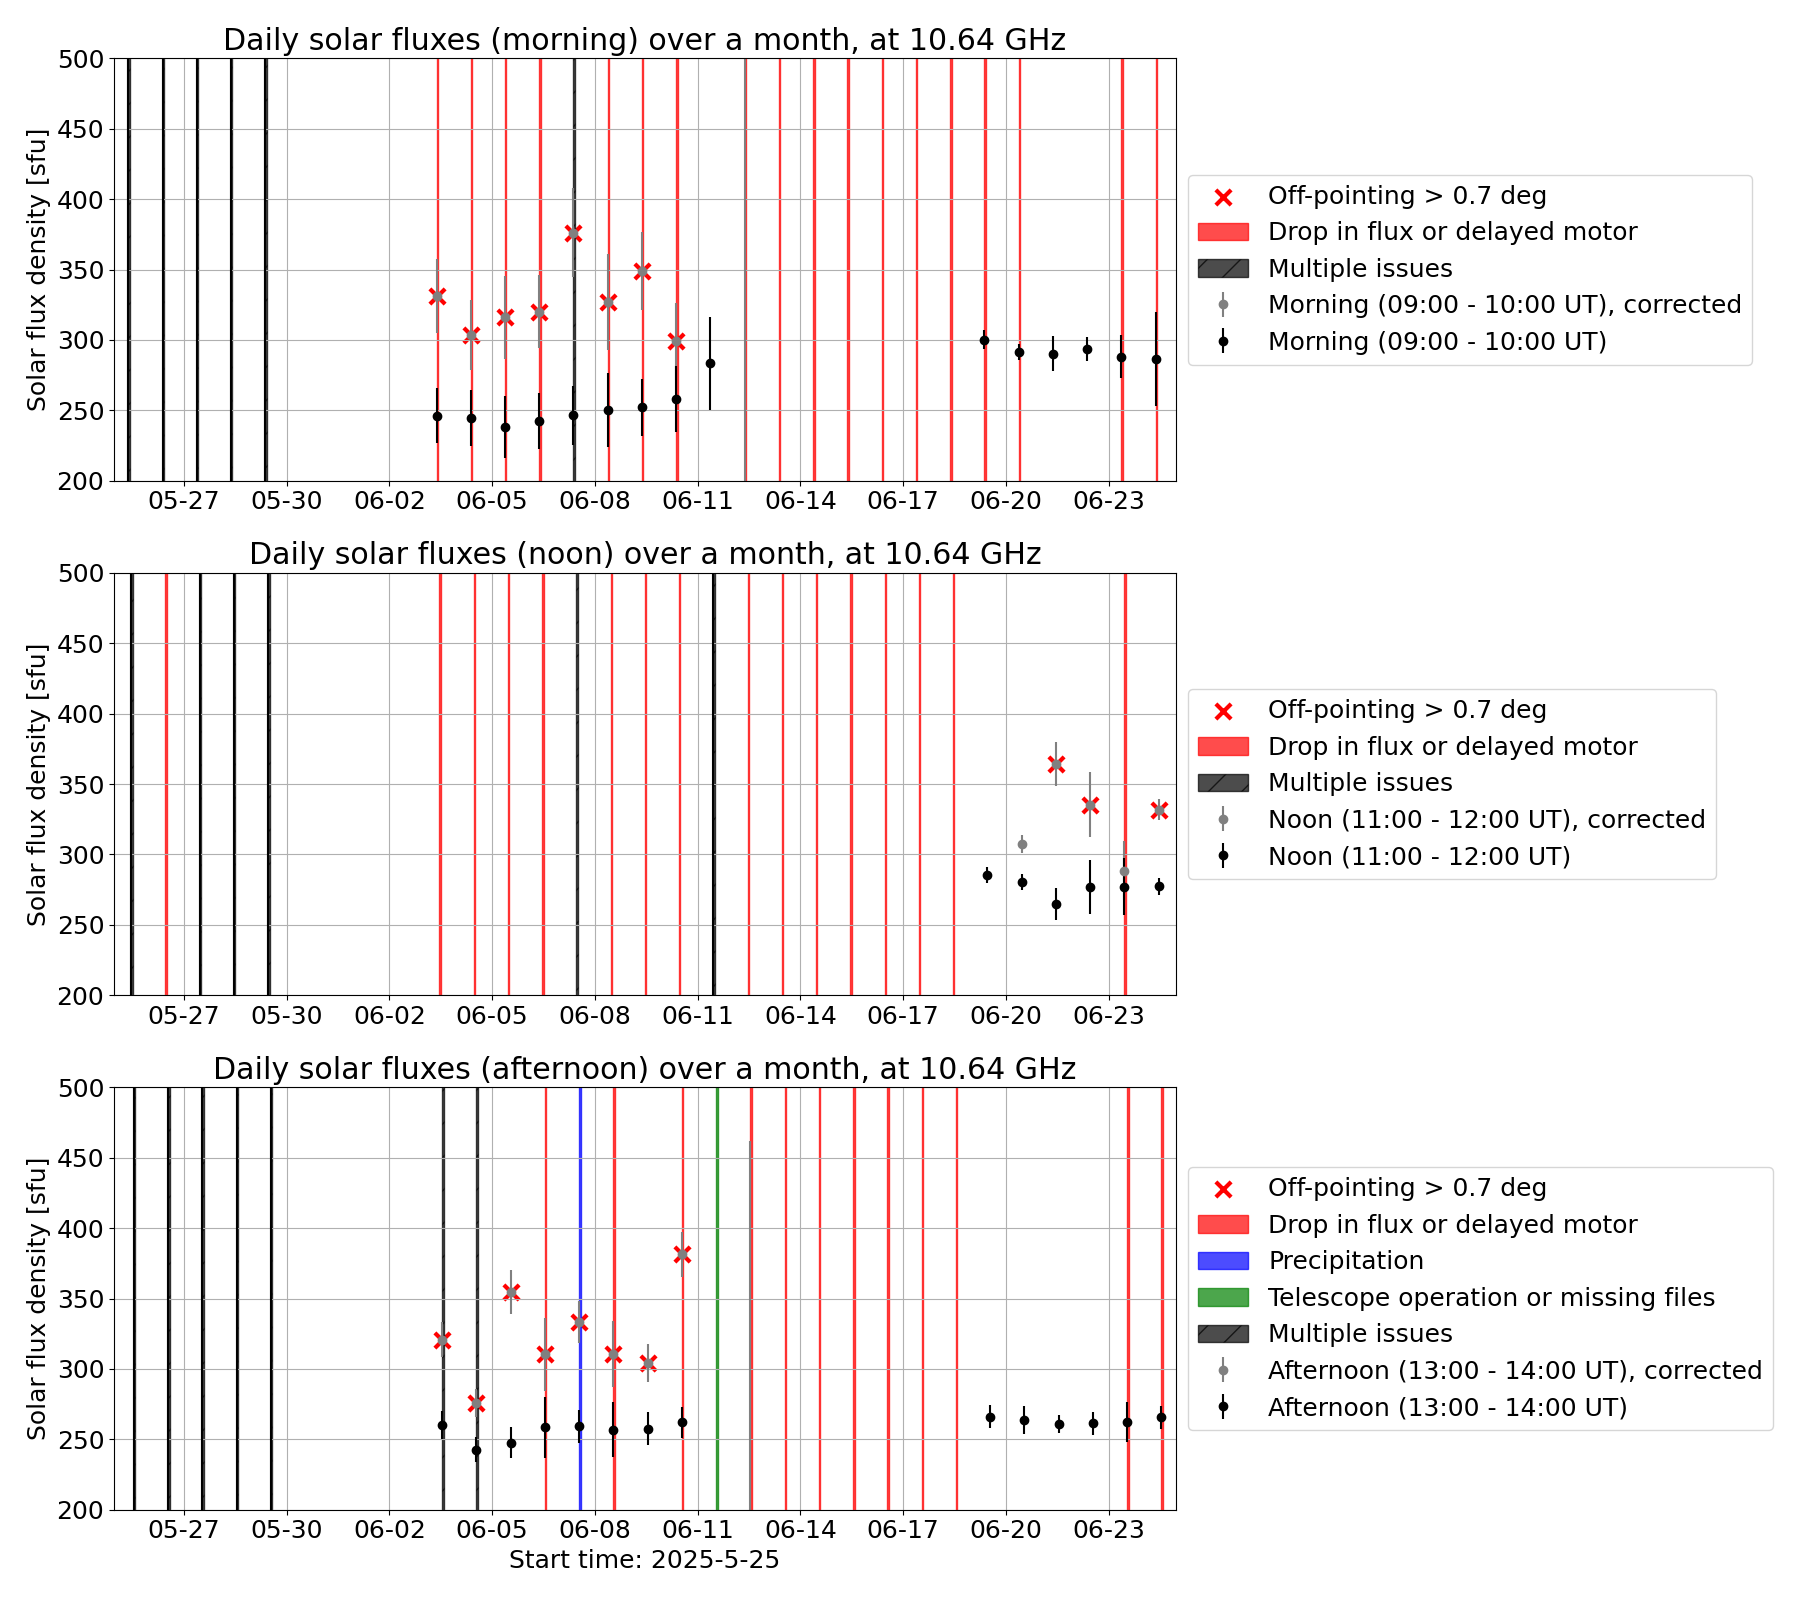 Daily solar fluxes (morning) over a month, at 10.64 GHz
Solar flux density [sfu]
500
450
400
350
300
250
200
05-27 05-30 06-02 06-05 06-08 06-11 06-14 06-17 06-20 06-23
Off-pointing > 0.7 deg
Drop in flux or delayed motor
Multiple issues
Morning (09:00 - 10:00 UT), corrected
Morning (09:00 - 10:00 UT)
Daily solar fluxes (noon) over a month, at 10.64 GHz
Solar flux density [sfu]
500
450
400
350
300
250
200
05-27 05-30 06-02 06-05 06-08 06-11 06-14 06-17 06-20 06-23
Off-pointing > 0.7 deg
Drop in flux or delayed motor
Multiple issues
Noon (11:00 - 12:00 UT), corrected
Noon (11:00 - 12:00 UT)
Daily solar fluxes (afternoon) over a month, at 10.64 GHz
Solar flux density [sfu]
500
450
400
350
300
250
200
05-27 05-30 06-02 06-05 06-08 06-11 06-14 06-17 06-20 06-23
Start time: 2025-5-25
Off-pointing > 0.7 deg
Drop in flux or delayed motor
Precipitation
Telescope operation or missing files
Multiple issues
Afternoon (13:00 - 14:00 UT), corrected
Afternoon (13:00 - 14:00 UT)